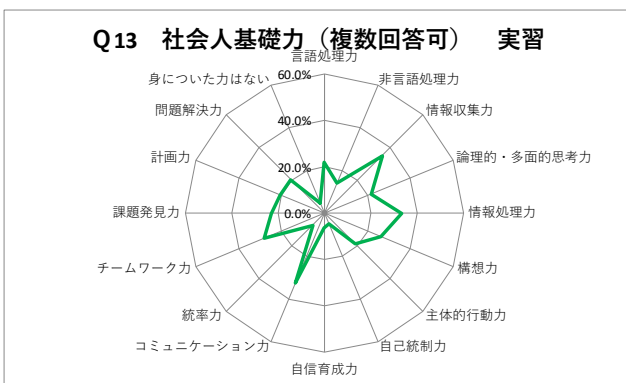 Q13 社会人基礎力（複数回答可） 実習
言語処理力
60.0%
身についた力はない
非言語処理力
問題解決力
情報収集力
40.0%
計画力
論理的・多面的思考力
20.0%
課題発見力
0.0%
情報処理力
チームワーク力
構想力
統率力
主体的行動力
コミュニケーション力
自己統制力
自信育成力